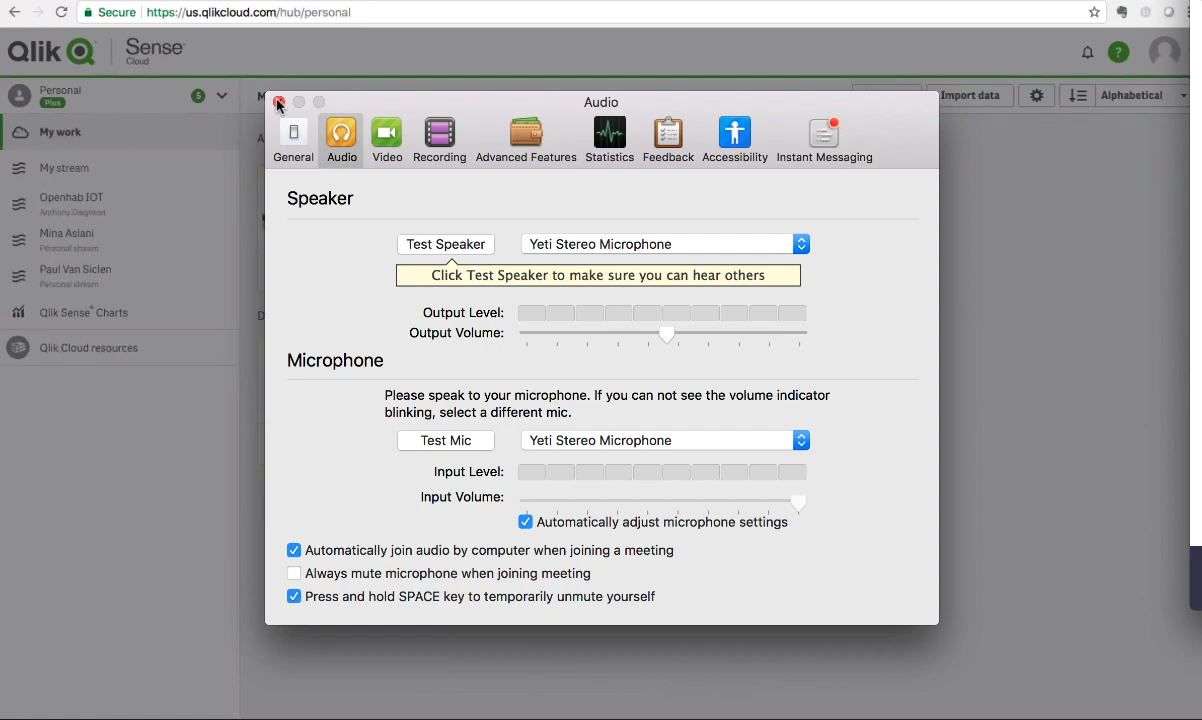 Secure https://us.qlikcloud.com/hub/personal
Qlik Sense
Cloud
?
Personal
Plus
5
My work
My stream
Openhab IOT
Anthony Deighton
Mina Aslani
Personal stream
Paul Van Siclen
Personal stream
Qlik Sense® Charts
Qlik Cloud resources
Import data
Alphabetical
Audio
General
Audio
Video
Recording
Advanced Features
Statistics
Feedback
Accessibility
Instant Messaging
Speaker
Test Speaker
Yeti Stereo Microphone
Click Test Speaker to make sure you can hear others
Output Level:
Output Volume:
Microphone
Please speak to your microphone. If you can not see the volume indicator
blinking, select a different mic.
Test Mic
Yeti Stereo Microphone
Input Level:
Input Volume:
Automatically adjust microphone settings
Automatically join audio by computer when joining a meeting
Always mute microphone when joining meeting
Press and hold SPACE key to temporarily unmute yourself